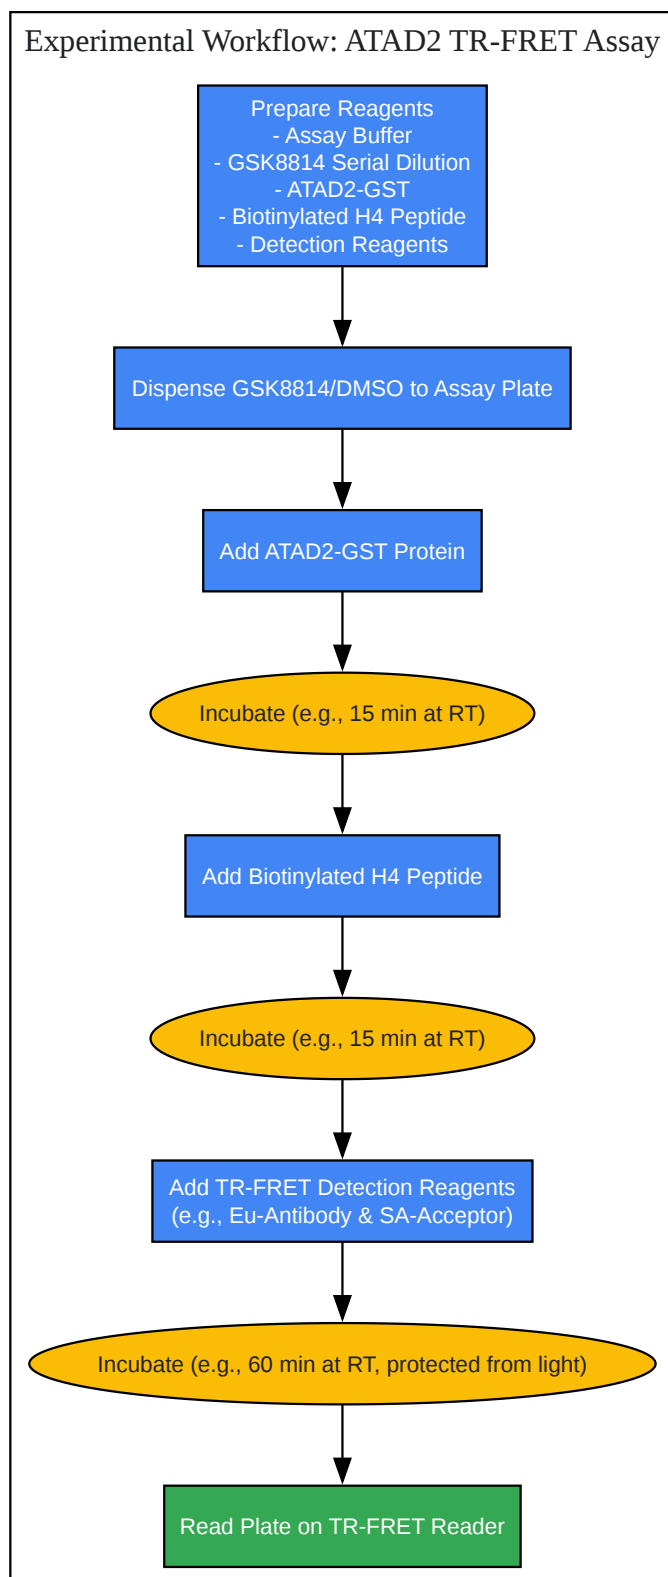 Experimental Workflow: ATAD2 TR-FRET Assay
Prepare Reagents
- Assay Buffer
- GSK8814 Serial Dilution
- ATAD2-GST
- Biotinylated H4 Peptide
- Detection Reagents
Dispense GSK8814/DMSO to Assay Plate
Add ATAD2-GST Protein
Incubate (e.g., 15 min at RT)
Add Biotinylated H4 Peptide
Incubate (e.g., 15 min at RT)
Add TR-FRET Detection Reagents
(e.g., Eu-Antibody & SA-Acceptor)
Incubate (e.g., 60 min at RT, protected from light)
Read Plate on TR-FRET Reader